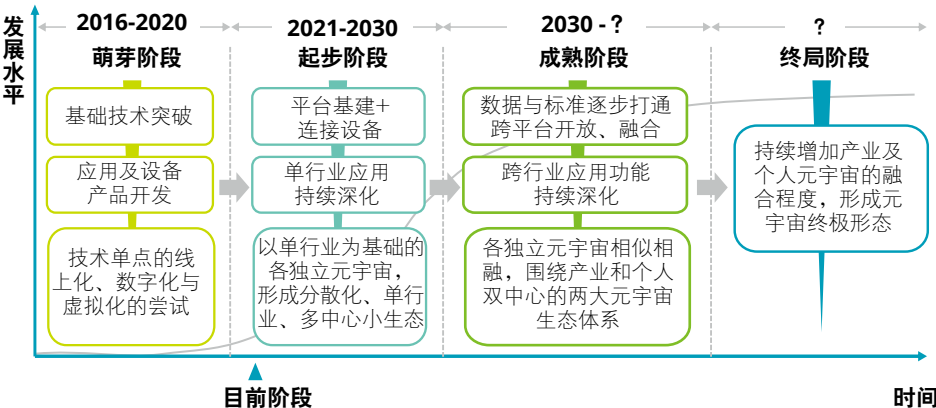 发展水平
2016-2020
萌芽阶段
基础技术突破
应用及设备
产品开发
技术单点的线
上化、数字化与
虚拟化的尝试
2021-2030
起步阶段
平台基建+
连接设备
单行业应用
持续深化
以单行业为基础的
各独立元宇宙，
形成分散化、单行
业、多中心小生态
2030 - ?
成熟阶段
数据与标准逐步打通
跨平台开放、融合
跨行业应用功能
持续深化
各独立元宇宙相似相
融，围绕产业和个人
双中心的两大元宇宙
生态体系
?
终局阶段
持续增加产业及
个人元宇宙的融
合程度，形成元
宇宙终极形态
目前阶段
时间